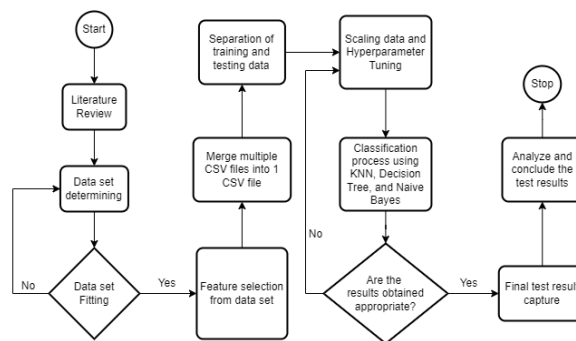 Start
Literature
Review
Data set
determining
Data set
Fitting
No
Yes
Feature selection
from data set
Merge multiple
CSV files into 1
CSV file
Separation of
training and
testing data
Scaling data and
Hyperparameter
Tuning
Classification
process using
KNN, Decision
Tree, and Naive
Bayes
Are the
results obtained
appropriate?
No
Yes
Final test result
capture
Analyze and
conclude the
test results
Stop